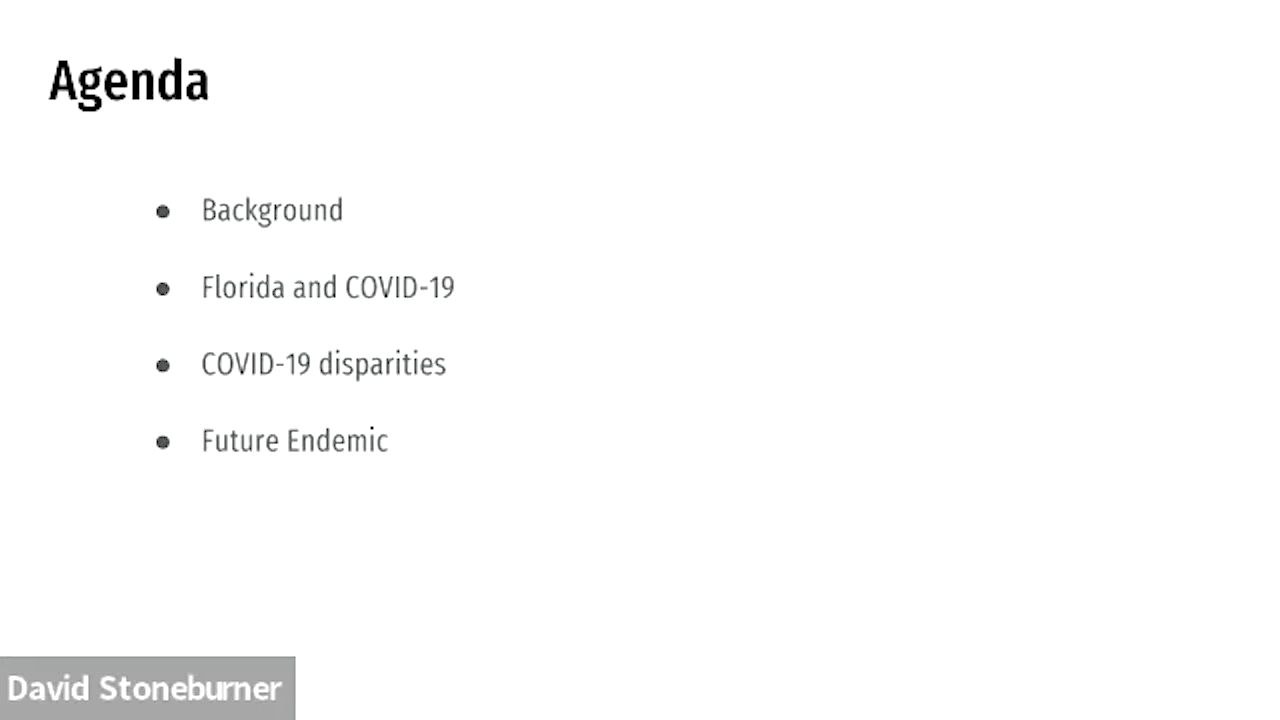 Agenda
● Background
● Florida and COVID-19
● COVID-19 disparities
● Future Endemic
David Stoneburner